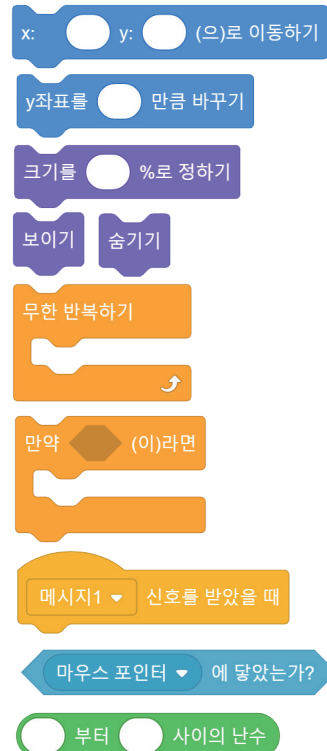 x: y: (으)로 이동하기
y좌표를 만큼 바꾸기
크기를 %로 정하기
보이기 숨기기
무한 반복하기
만약 (이)라면
메시지1 신호를 받았을 때
마우스 포인터 에 닿았는가?
부터 사이의 난수